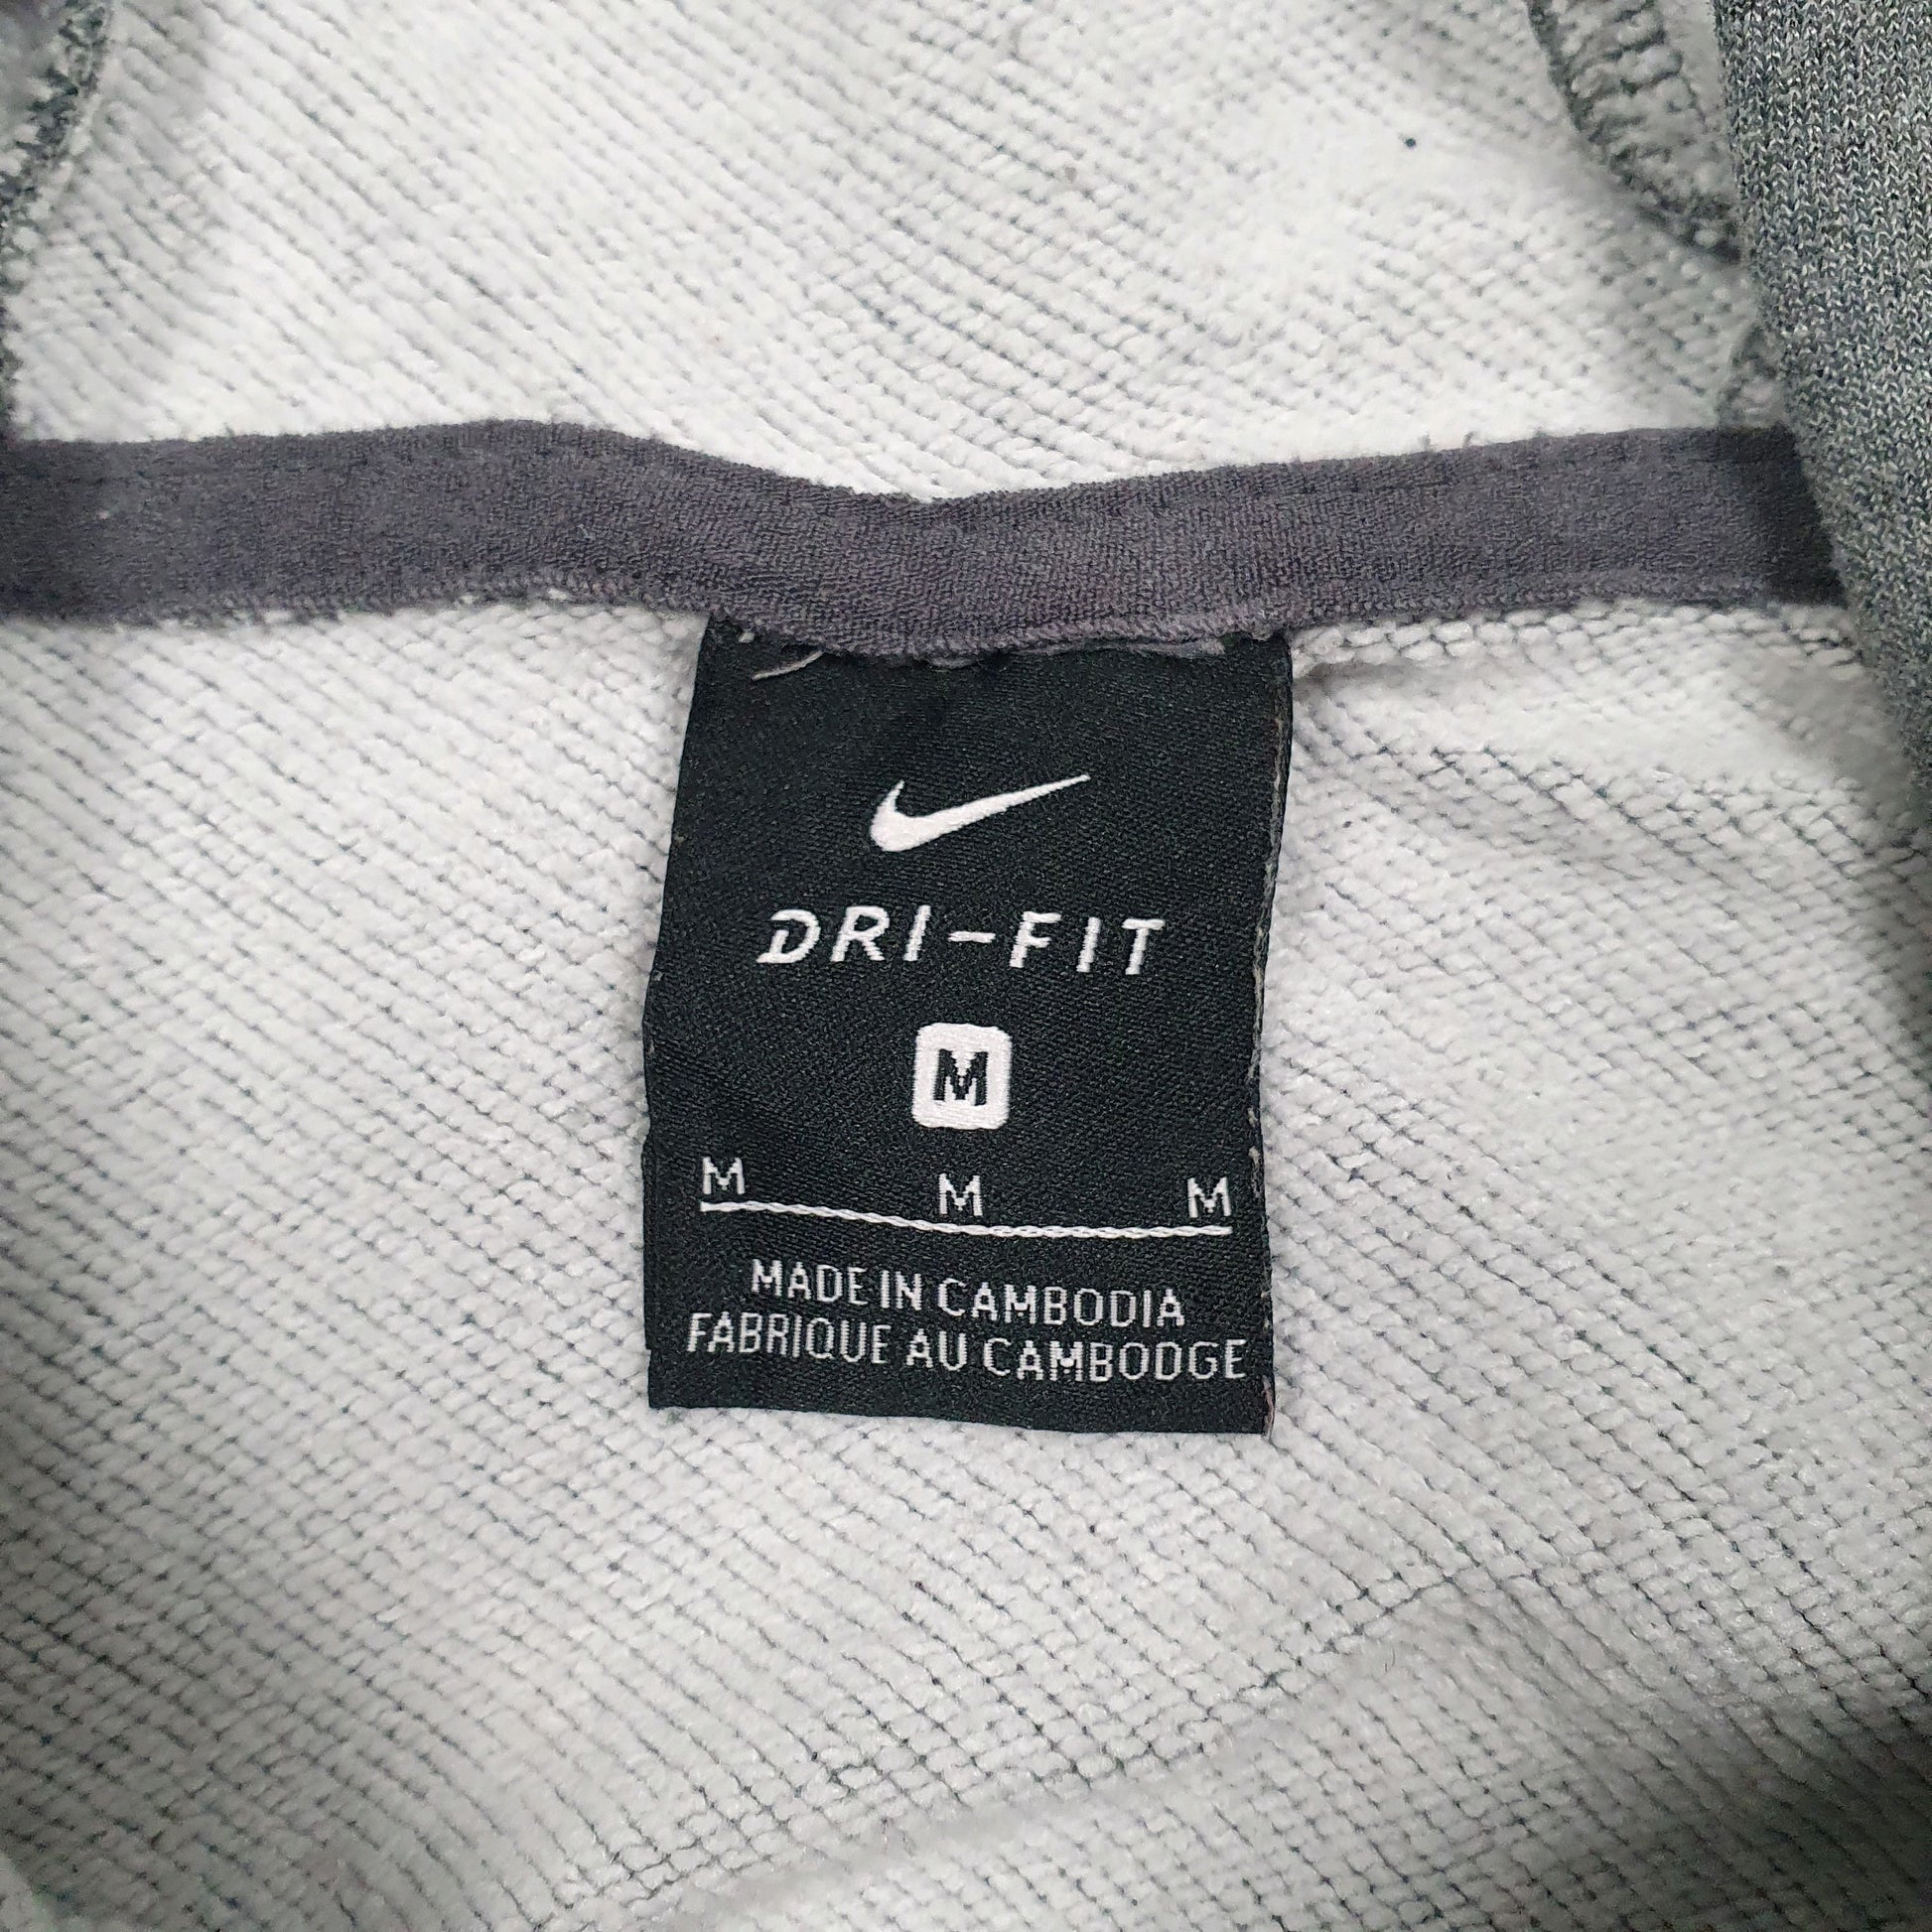 DRI-FIT
M
M M M
MADE IN CAMBODIA
FABRIQUE AU CAMBODGE